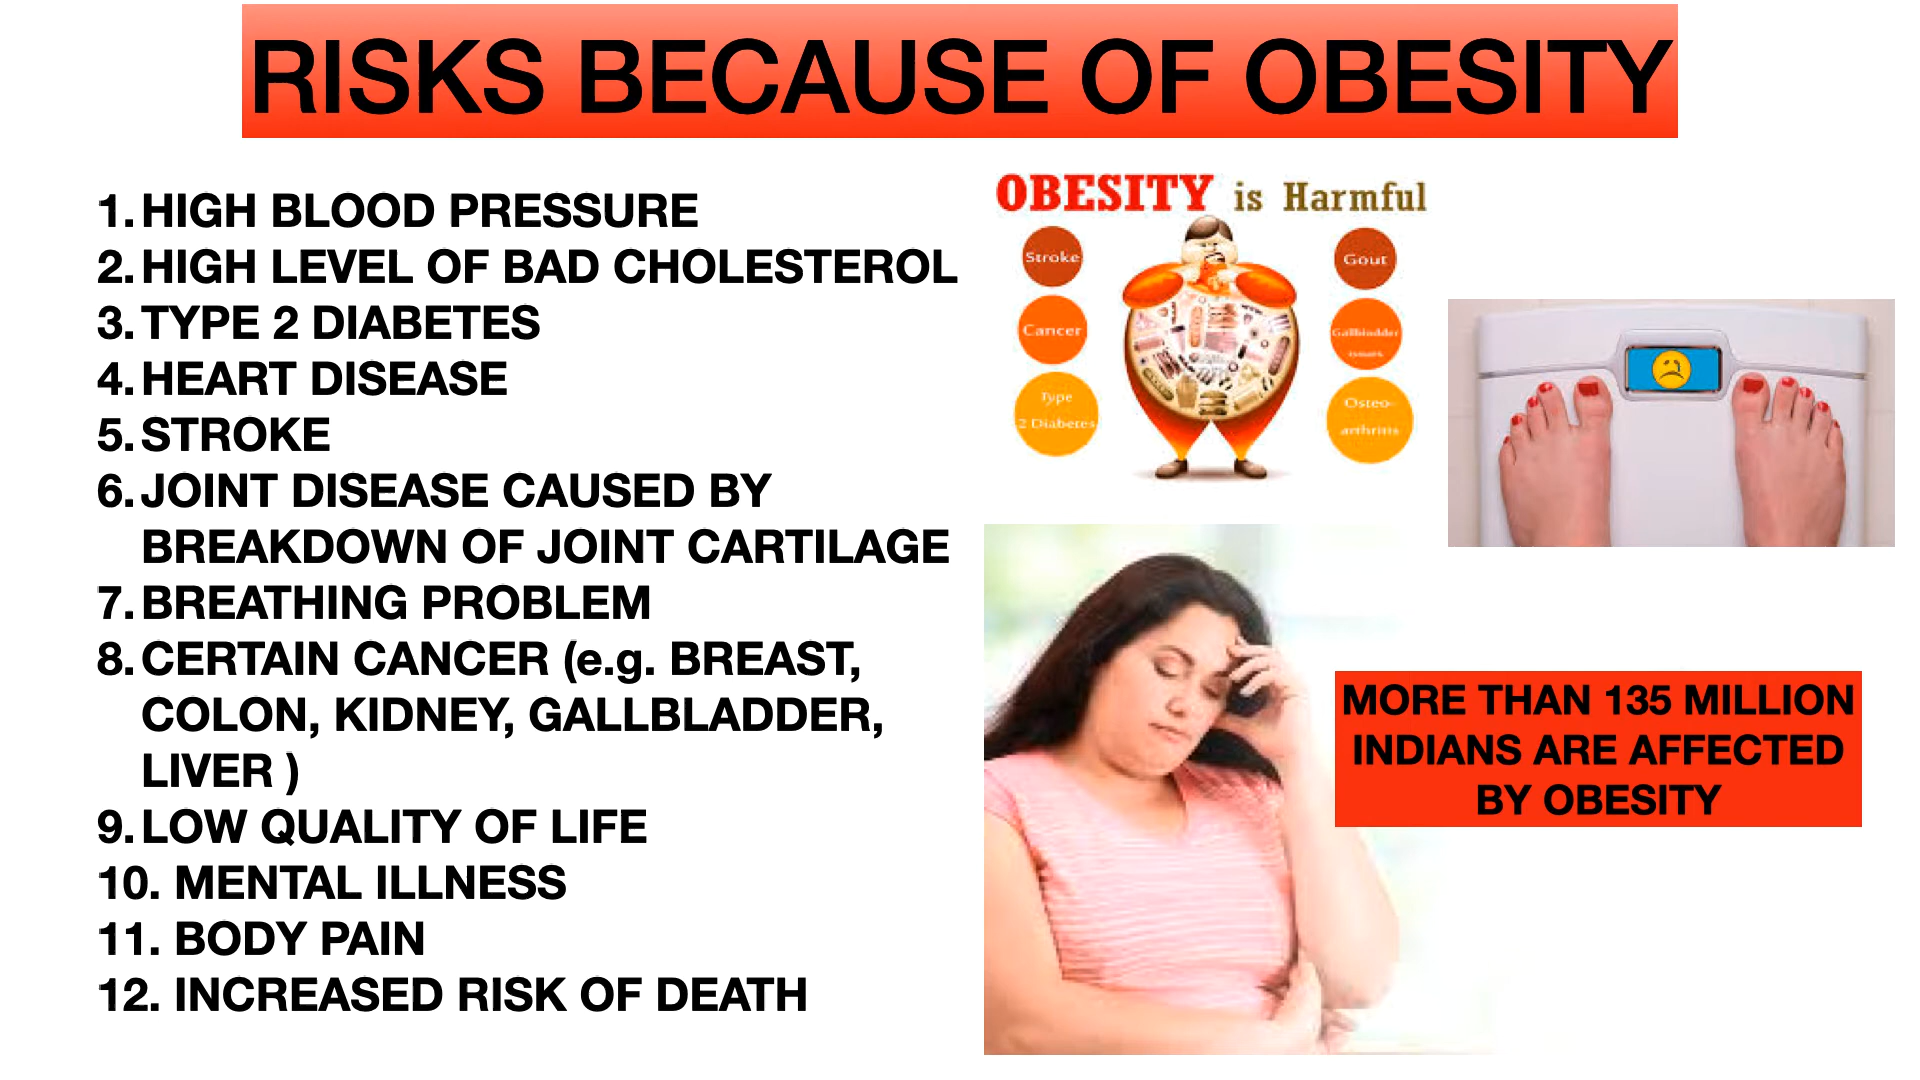 RISKS BECAUSE OF OBESITY
1. HIGH BLOOD PRESSURE
2. HIGH LEVEL OF BAD CHOLESTEROL
3. TYPE 2 DIABETES
4. HEART DISEASE
5. STROKE
6. JOINT DISEASE CAUSED BY
BREAKDOWN OF JOINT CARTILAGE
7. BREATHING PROBLEM
8. CERTAIN CANCER (e.g. BREAST,
COLON, KIDNEY, GALLBLADDER,
LIVER )
9. LOW QUALITY OF LIFE
10. MENTAL ILLNESS
11. BODY PAIN
12. INCREASED RISK OF DEATH
OBESITY is Harmful
Stroke
Cancer
Type
2 Diabetes
Gout
Gallbladder
issues
Osteo-
arthritis
MORE THAN 135 MILLION
INDIANS ARE AFFECTED
BY OBESITY